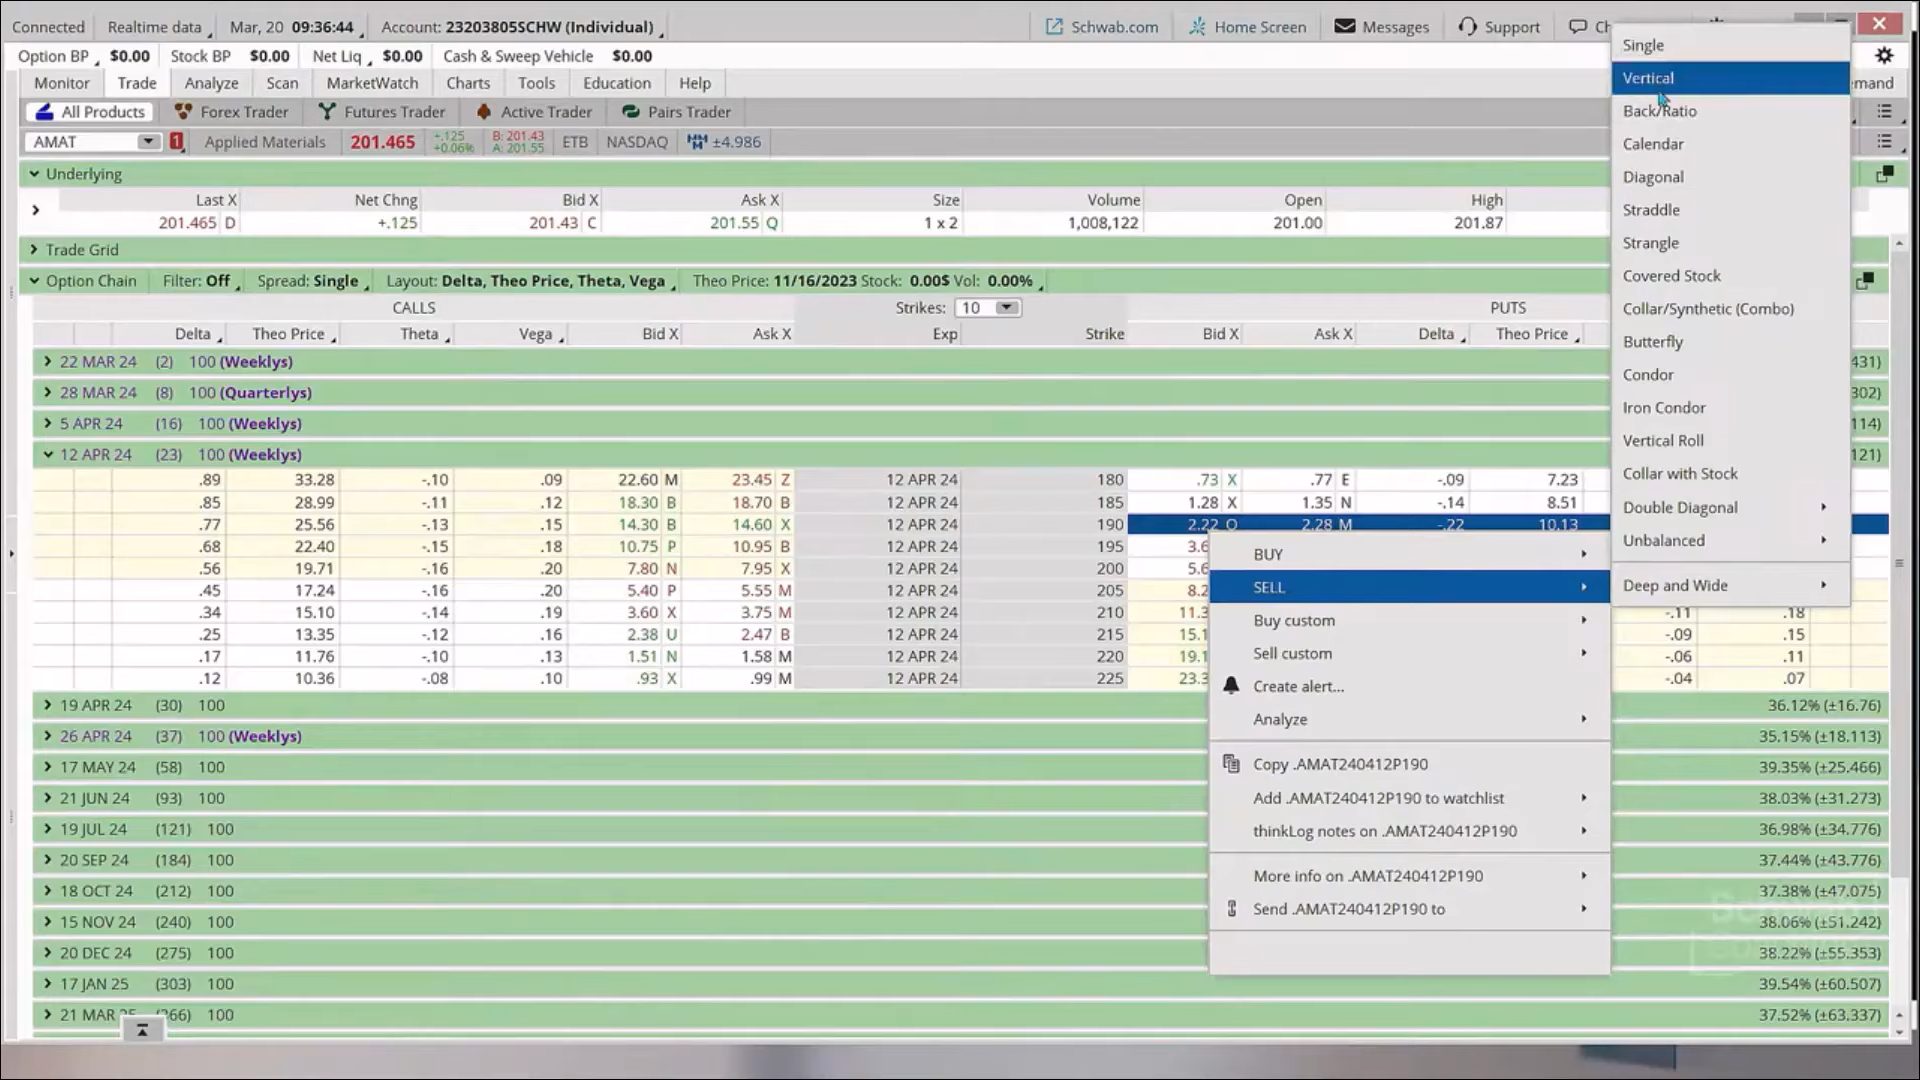 Connected Realtime data Mar, 20 09:36:44 Account: 23203805SCHW (Individual) Schwab.com Home Screen Messages Support
Option BP $0.00 Stock BP $0.00 Net Liq $0.00 Cash & Sweep Vehicle $0.00
Monitor Trade Analyze Scan MarketWatch Charts Tools Education Help mand
All Products Forex Trader Futures Trader Active Trader Pairs Trader
AMAT 1 Applied Materials 201.465 +.125 +0.06% B: 201.43 A: 201.55 ETB NASDAQ ±4.986
Underlying
Last X Net Chng Bid X Ask X Size Volume Open High
201.465 D +.125 201.43 C 201.55 Q 1 x 2 1,008,122 201.00 201.87
Trade Grid
Option Chain Filter: Off Spread: Single Layout: Delta, Theo Price, Theta, Vega Theo Price: 11/16/2023 Stock: 0.00$ Vol: 0.00%
CALLS Strikes: 10 PUTS
Delta Theo Price Theta Vega Bid X Ask X Exp Strike Bid X Ask X Delta Theo Price
22 MAR 24 (2) 100 (Weeklys) 431)
28 MAR 24 (8) 100 (Quarterlys) 302)
5 APR 24 (16) 100 (Weeklys) 114)
12 APR 24 (23) 100 (Weeklys) 121)
.89 33.28 -.10 .09 22.60 M 23.45 Z 12 APR 24 180 .73 X .77 E -.09 7.23
.85 28.99 -.11 .12 18.30 B 18.70 B 12 APR 24 185 1.28 X 1.35 N -.14 8.51
.77 25.56 -.13 .15 14.30 B 14.60 X 12 APR 24 190 2.22 Q 2.28 M -.22 10.13
.68 22.40 -.15 .18 10.75 P 10.95 B 12 APR 24 195 3.6
.56 19.71 -.16 .20 7.80 N 7.95 X 12 APR 24 200 5.6
.45 17.24 -.16 .20 5.40 P 5.55 M 12 APR 24 205 8.2
.34 15.10 -.14 .19 3.60 X 3.75 M 12 APR 24 210 11.3 -.11 .18
.25 13.35 -.12 .16 2.38 U 2.47 B 12 APR 24 215 15.1 -.09 .15
.17 11.76 -.10 .13 1.51 N 1.58 M 12 APR 24 220 19.1 -.06 .11
.12 10.36 -.08 .10 .93 X .99 M 12 APR 24 225 23.3 -.04 .07
19 APR 24 (30) 100 36.12% (±16.76)
26 APR 24 (37) 100 (Weeklys) 35.15% (±18.113)
17 MAY 24 (58) 100 39.35% (±25.466)
21 JUN 24 (93) 100 38.03% (±31.273)
19 JUL 24 (121) 100 36.98% (±34.776)
20 SEP 24 (184) 100 37.44% (±43.776)
18 OCT 24 (212) 100 37.38% (±47.075)
15 NOV 24 (240) 100 38.06% (±51.242)
20 DEC 24 (275) 100 38.22% (±55.353)
17 JAN 25 (303) 100 39.54% (±60.507)
21 MAR 100 37.52% (±63.337)
BUY
SELL
Buy custom
Sell custom
Create alert...
Analyze
Copy .AMAT240412P190
Add .AMAT240412P190 to watchlist
thinkLog notes on .AMAT240412P190
More info on .AMAT240412P190
Send .AMAT240412P190 to
Single
Vertical
Back/Ratio
Calendar
Diagonal
Straddle
Strangle
Covered Stock
Collar/Synthetic (Combo)
Butterfly
Condor
Iron Condor
Vertical Roll
Collar with Stock
Double Diagonal
Unbalanced
Deep and Wide